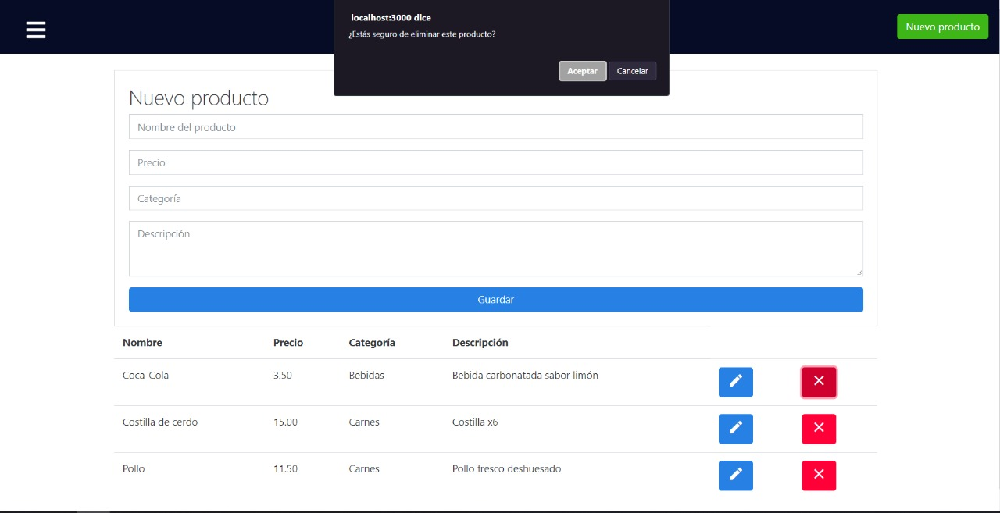 localhost:3000 dice
¿Estás seguro de eliminar este producto?
Aceptar Cancelar
Nuevo producto
Nuevo producto
Nombre del producto
Precio
Categoría
Descripción
Guardar
Nombre Precio Categoría Descripción
Coca-Cola 3.50 Bebidas Bebida carbonatada sabor limón
Costilla de cerdo 15.00 Carnes Costilla x6
Pollo 11.50 Carnes Pollo fresco deshuesado